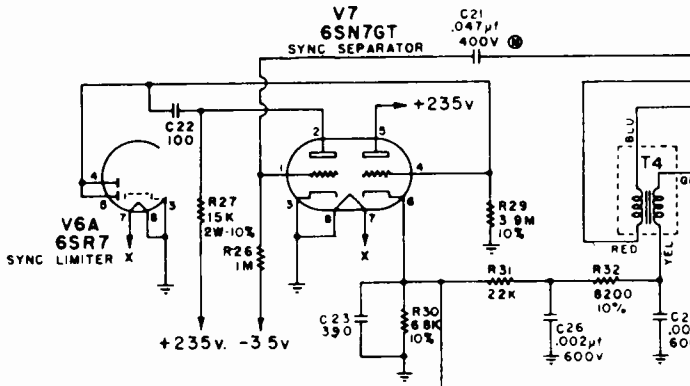 V7
6SN7GT
SYNC SEPARATOR
C21
.047µf
400V Ⓜ
C22
100
+235v
2
5
1
4
3
8
7
6
4
5
7
8
3
V6A
6SR7
SYNC LIMITER
X
X
R27
15K
2W-10%
R26
1M
R29
3.9M
10%
BLU
T4
RED
YEL
R31
22K
R32
8200
10%
C23
390
R30
6.8K
10%
C26
.002µf
600V
+235v.
-3.5v